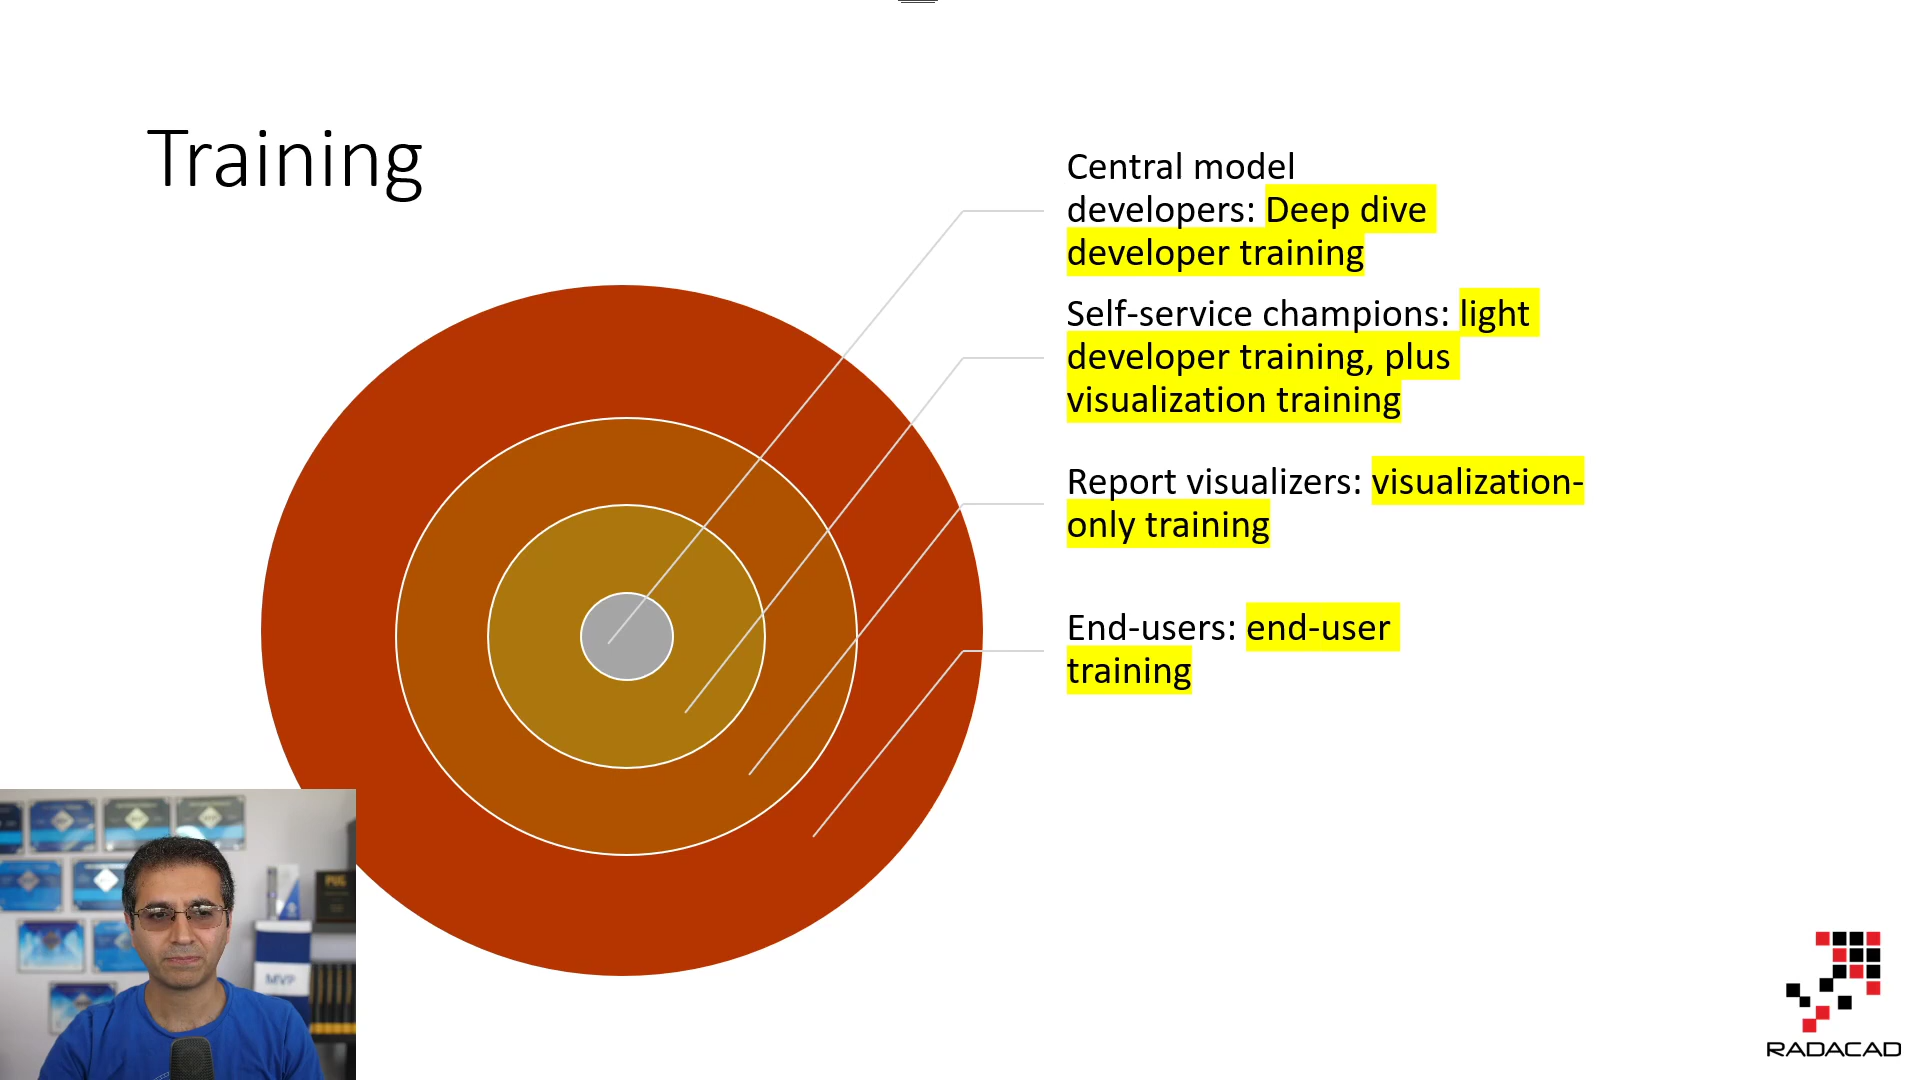 Training
Central model
developers: Deep dive
developer training
Self-service champions: light
developer training, plus
visualization training
Report visualizers: visualization-
only training
End-users: end-user
training
MVP
RADACAD